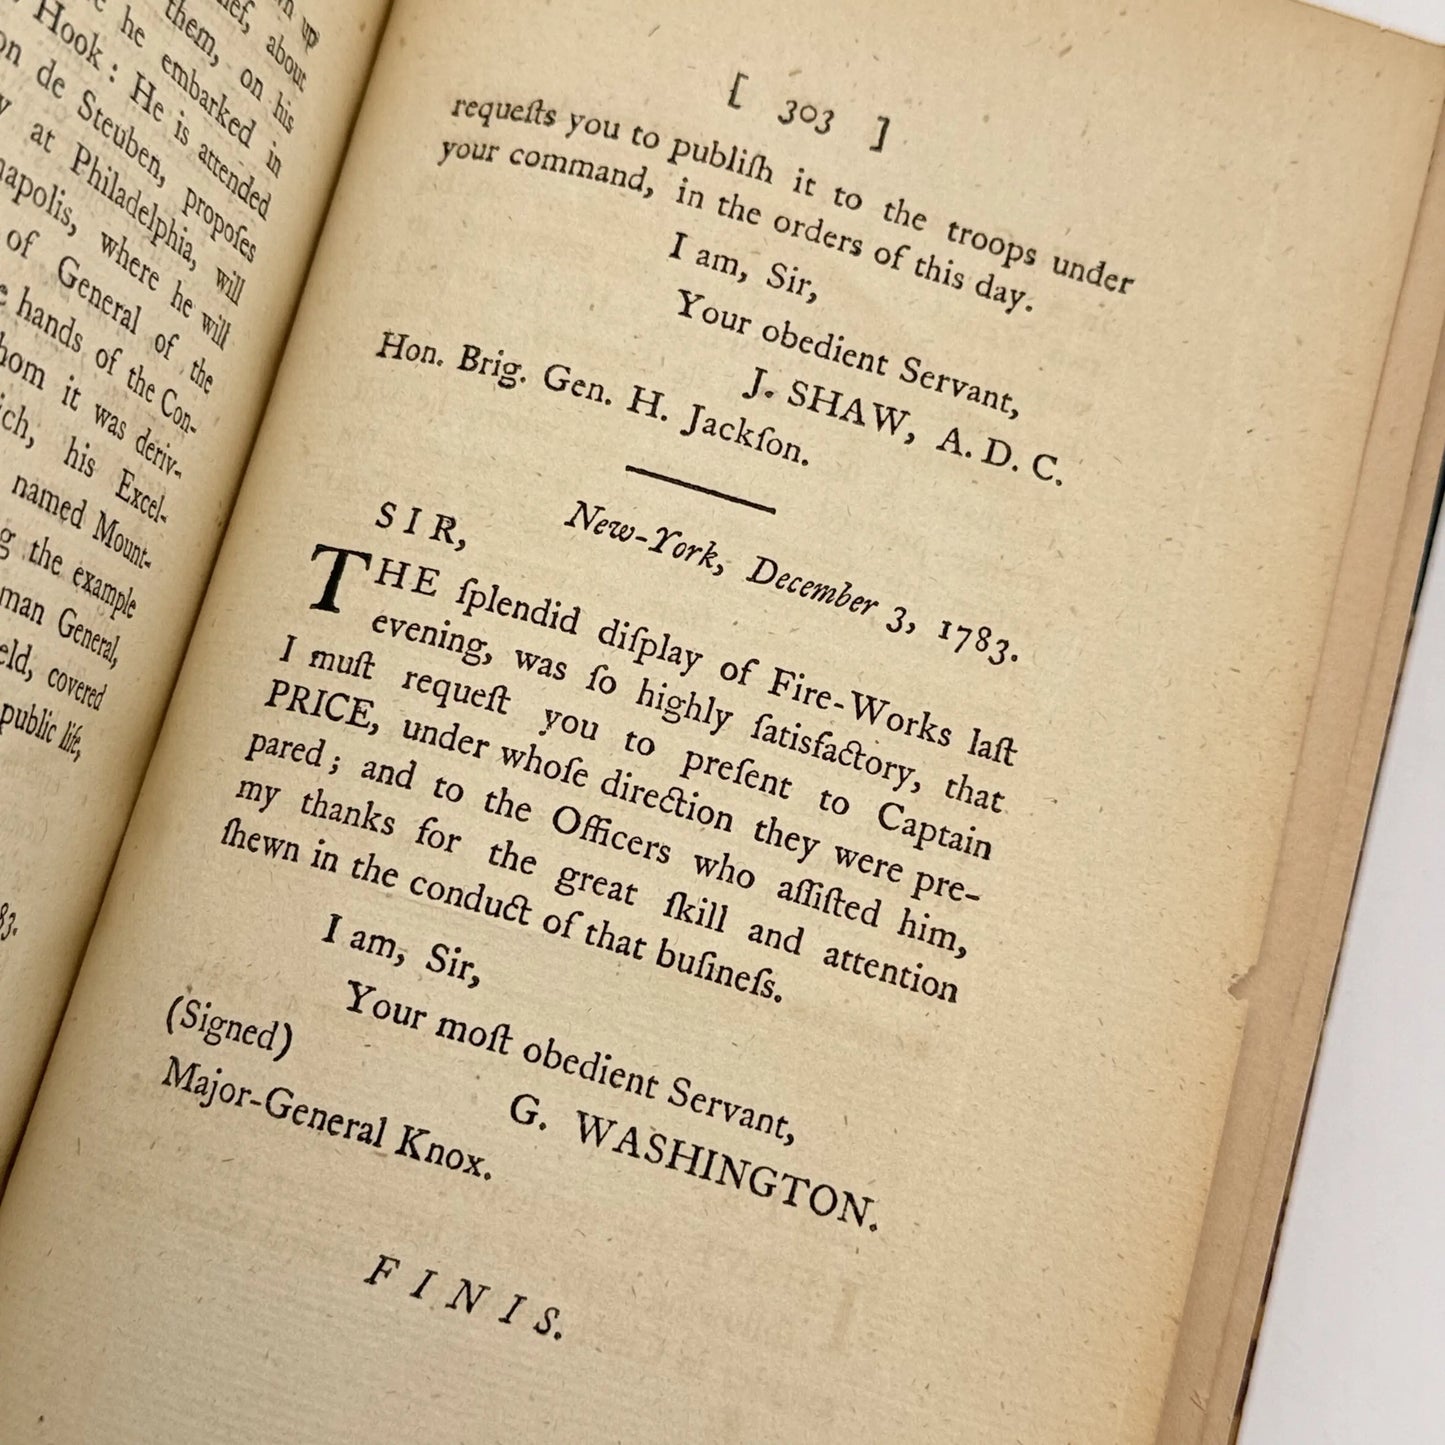 up
ef, about
he embarked in
them, on his
Hook: He is attended
on de Steuben, propoſes
at Philadelphia, will
napolis, where he will
of General of the
hands of the Con-
hom it was deriv-
ich, his Excel-
named Mount-
the example
man General,
eld, covered
public life,
83.
[ 303 ]
requeſts you to publiſh it to the troops under
your command, in the orders of this day.
I am, Sir,
Your obedient Servant,
J. SHAW, A. D. C.
Hon. Brig. Gen. H. Jackſon.
New-York, December 3, 1783.
SIR,
THE ſplendid diſplay of Fire-Works laſt
evening, was ſo highly ſatisfactory, that
I muſt requeſt you to preſent to Captain
PRICE, under whoſe direction they were pre-
pared; and to the Officers who aſſiſted him,
my thanks for the great ſkill and attention
ſhewn in the conduct of that buſineſs.
I am, Sir,
Your moſt obedient Servant,
(Signed)
G. WASHINGTON.
Major-General Knox.
FINIS.